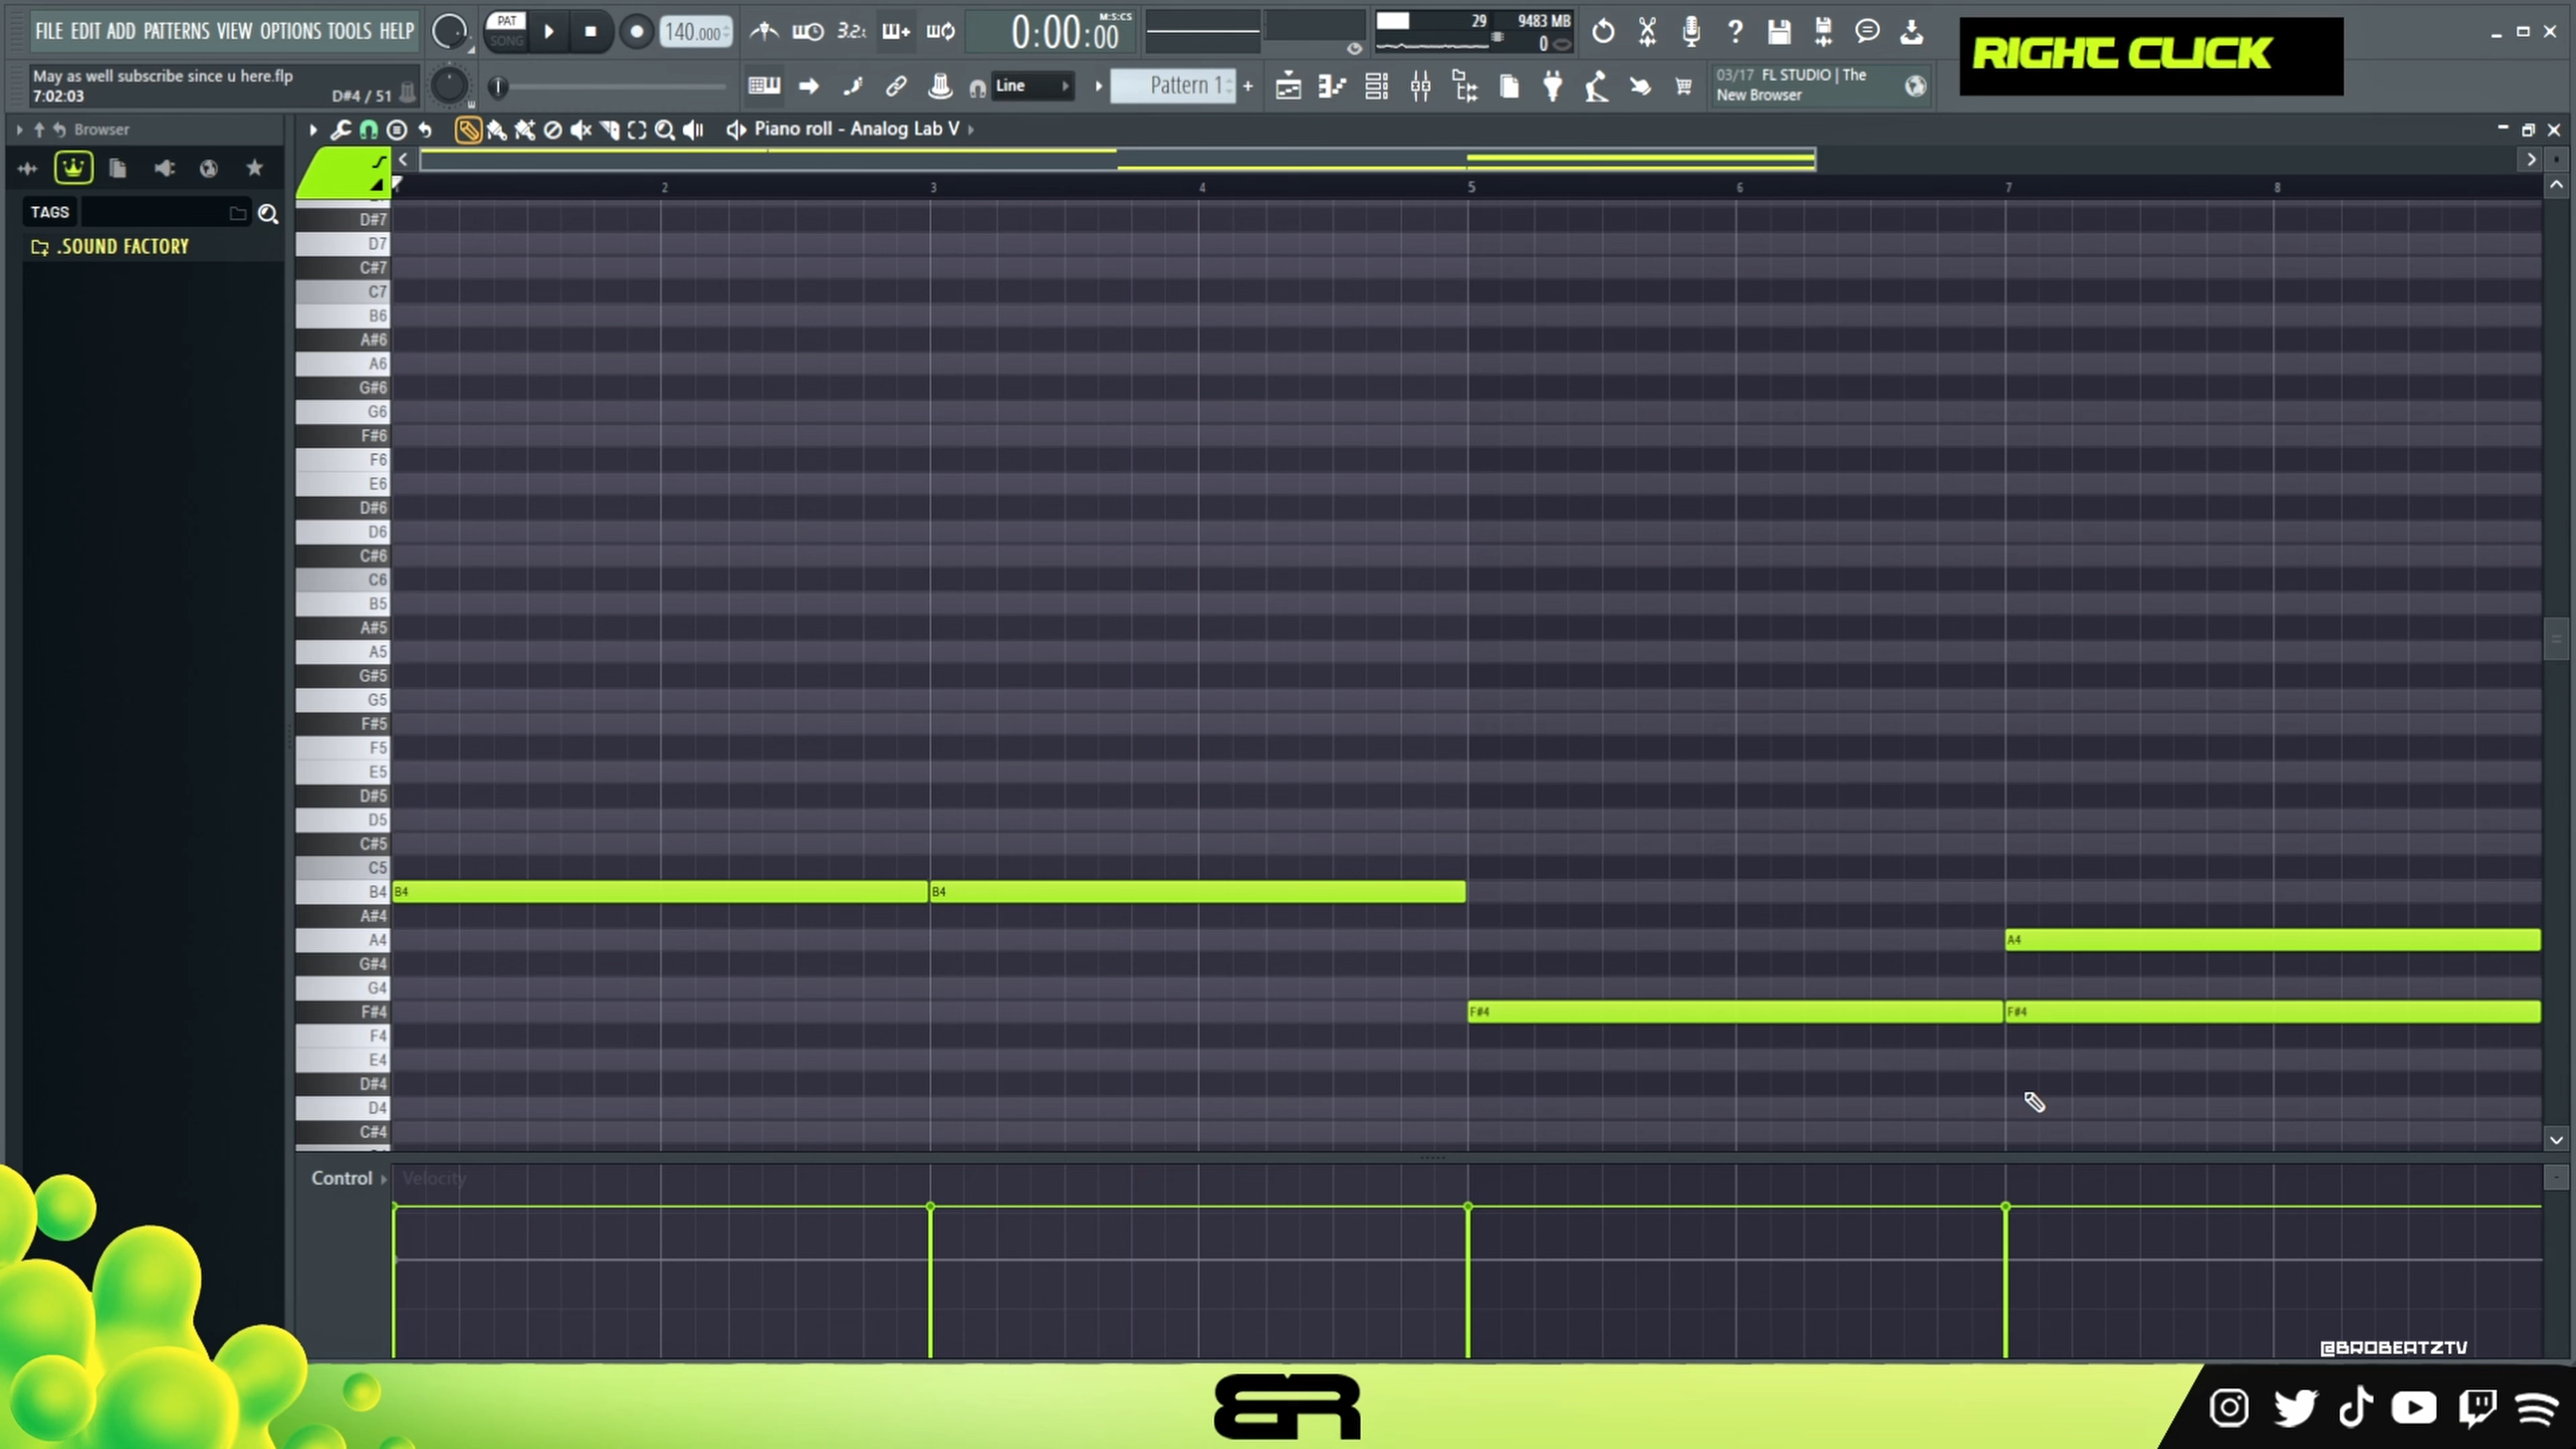 FILE EDIT ADD PATTERNS VIEW OPTIONS TOOLS HELP
PAT
SONG
140.000
3.2.
0:00:00
M:S:CS
29
9483 MB
0
RIGHT CLICK
May as well subscribe since u here.flp
7:02:03
D#4 / 51
Line
Pattern 1
03/17 FL STUDIO | The
New Browser
Browser
Piano roll - Analog Lab V
TAGS
.SOUND FACTORY
2 3 4 5 6 7 8
D#7
D7
C#7
C7
B6
A#6
A6
G#6
G6
F#6
F6
E6
D#6
D6
C#6
C6
B5
A#5
A5
G#5
G5
F#5
F5
E5
D#5
D5
C#5
C5
B4 B4 B4
A#4
A4 A4
G#4
G4
F#4 F#4 F#4
F4
E4
D#4
D4
C#4
Control
Velocity
@BROBEATZTV
BR